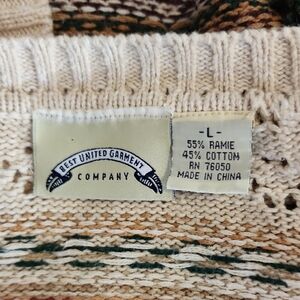 BEST UNITED GARMENT
COMPANY
-L-
55% RAMIE
45% COTTON
RN 76050
MADE IN CHINA